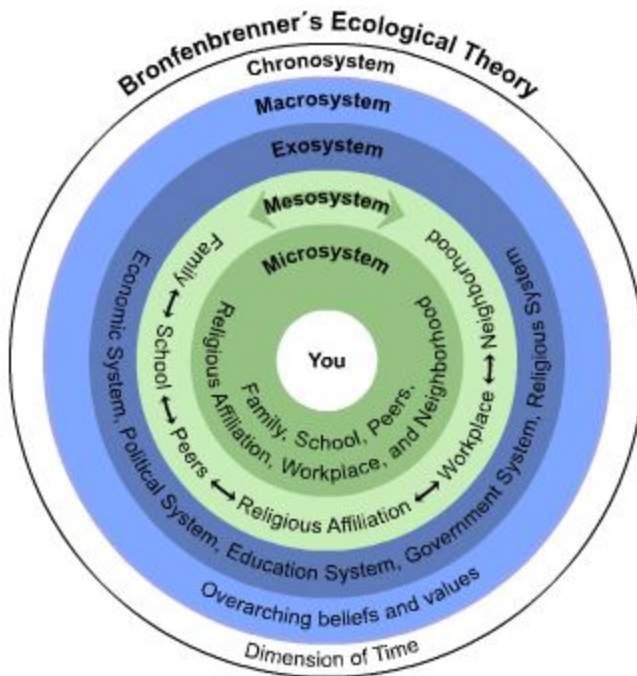 Bronfenbrenner´s Ecological Theory
Chronosystem
Macrosystem
Exosystem
Mesosystem
Microsystem
You
Family, School, Peers,
Religious Affiliation, Workplace, and Neighborhood
Family ↔ School ↔ Peers ↔ Religious Affiliation ↔ Workplace ↔ Neighborhood
Economic System, Political System, Education System, Government System, Religious System
Overarching beliefs and values
Dimension of Time